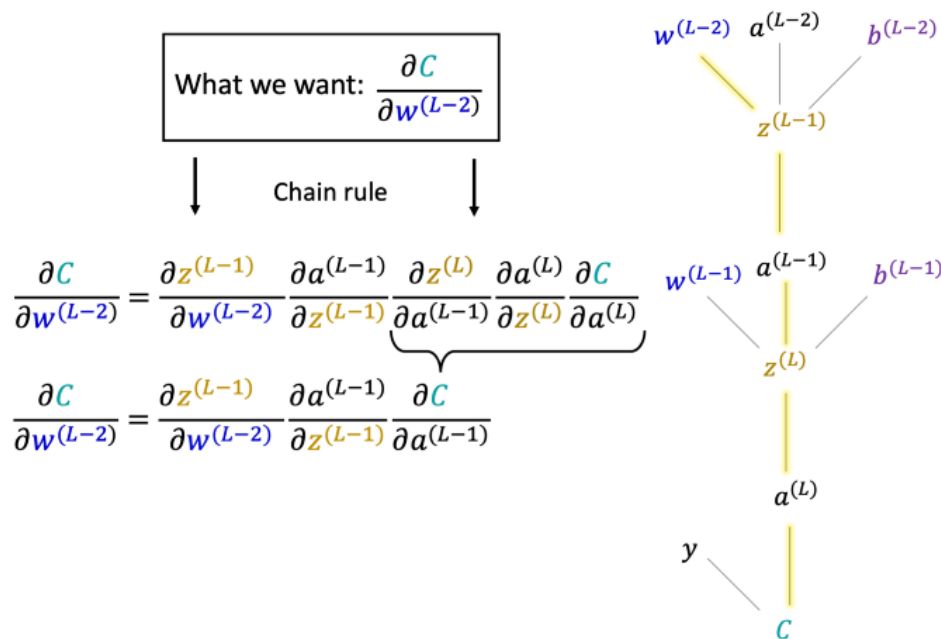 What we want: ∂C/∂w^(L-2)
Chain rule
∂C/∂w^(L-2) = ∂z^(L-1)/∂w^(L-2) ∂a^(L-1)/∂z^(L-1) ∂z^(L)/∂a^(L-1) ∂a^(L)/∂z^(L) ∂C/∂a^(L)
∂C/∂w^(L-2) = ∂z^(L-1)/∂w^(L-2) ∂a^(L-1)/∂z^(L-1) ∂C/∂a^(L-1)
w^(L-2) a^(L-2) b^(L-2)
z^(L-1)
w^(L-1) a^(L-1) b^(L-1)
z^(L)
a^(L)
y
C